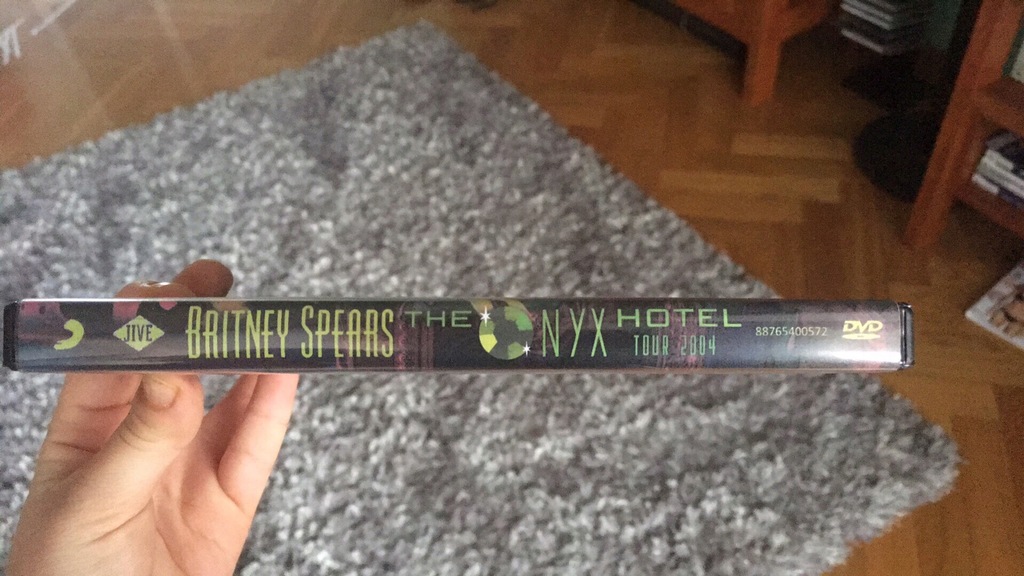 JIVE BRITNEY SPEARS THE ONYX HOTEL 88765400572 DVD
TOUR 2004